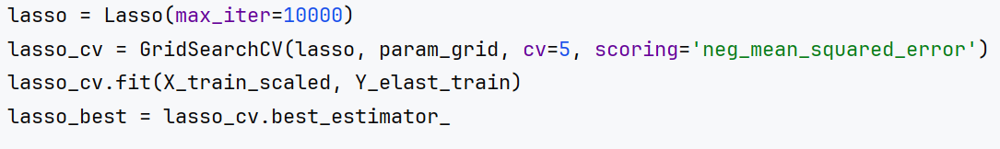 lasso = Lasso(max_iter=10000)
lasso_cv = GridSearchCV(lasso, param_grid, cv=5, scoring='neg_mean_squared_error')
lasso_cv.fit(X_train_scaled, Y_elast_train)
lasso_best = lasso_cv.best_estimator_